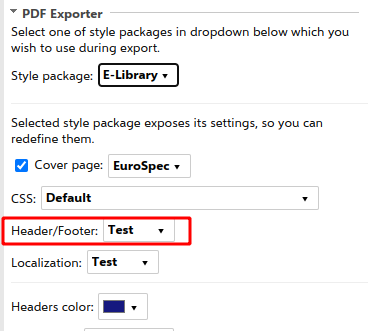 PDF Exporter
Select one of style packages in dropdown below which you
wish to use during export.
Style package: E-Library
Selected style package exposes its settings, so you can
redefine them.
Cover page: EuroSpec
CSS: Default
Header/Footer: Test
Localization: Test
Headers color: